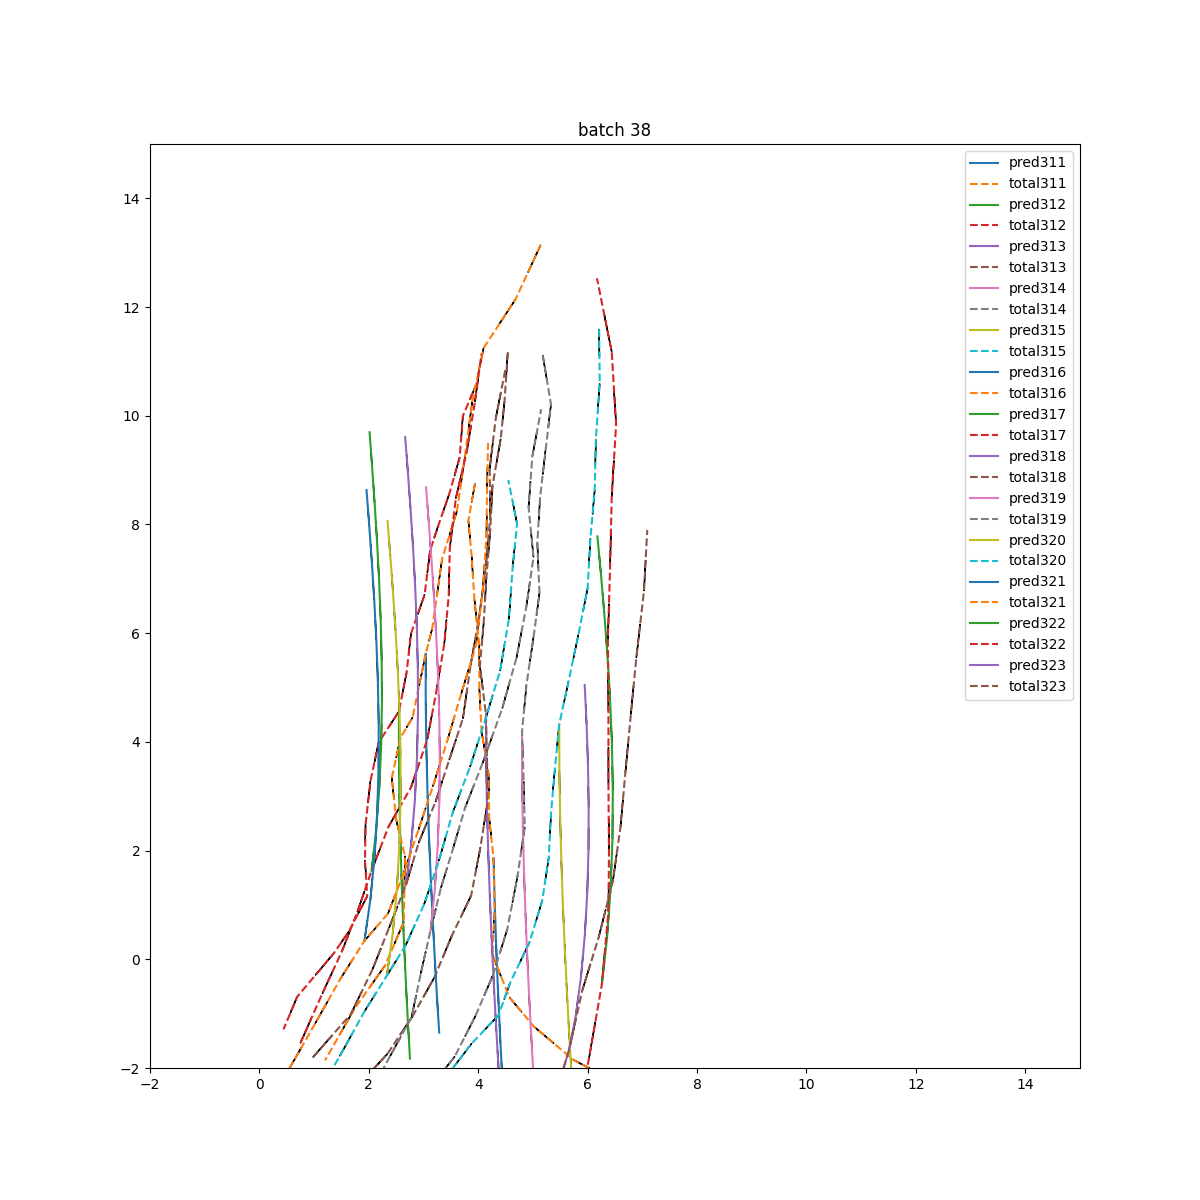 batch 38
pred311
total311
pred312
total312
pred313
total313
pred314
total314
pred315
total315
pred316
total316
pred317
total317
pred318
total318
pred319
total319
pred320
total320
pred321
total321
pred322
total322
pred323
total323
14
12
10
8
6
4
2
0
−2
−2 0 2 4 6 8 10 12 14